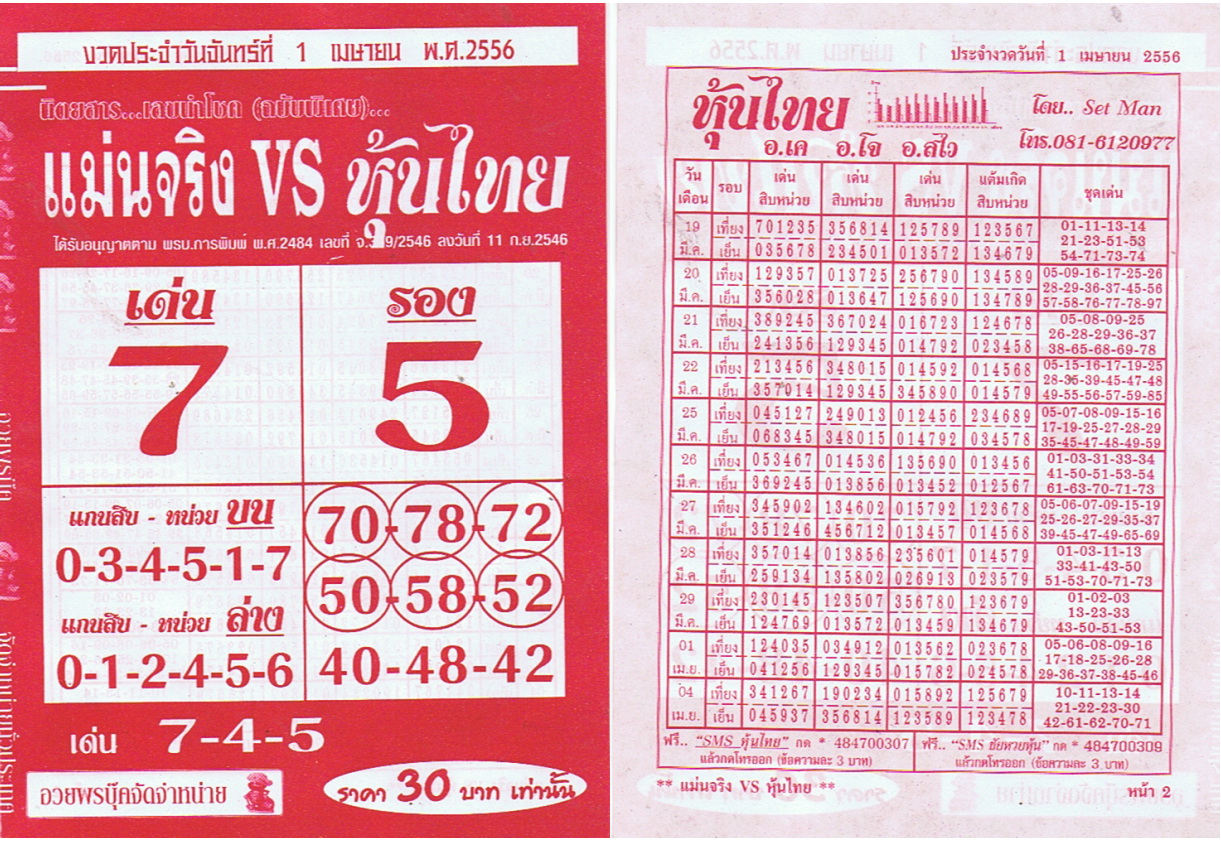 งวดประจำวันจันทร์ที่ 1 เมษายน พ.ศ.2556
นิตยสาร...เลขนำโชค (ฉบับพิเศษ)...
แม่นจริง VS หุ้นไทย
ได้รับอนุญาตตาม พรบ.การพิมพ์ พ.ศ.2484 เลขที่ 9/2546 ลงวันที่ 11 ก.ย.2546
เด่น รอง
7 5
แกนสิบ - หน่วย บน
0-3-4-5-1-7
แกนสิบ - หน่วย ล่าง
0-1-2-4-5-6
70-78-72
50-58-52
40-48-42
เด่น 7-4-5
อวยพรบุ๊คจัดจำหน่าย
ราคา 30 บาท เท่านั้น
ประจำงวดวันที่ 1 เมษายน 2556
หุ้นไทย
โดย.. Set Man
อ.เค อ.โจ อ.สไว
โทร.081-6120977
วัน เดือน รอบ เด่น สิบหน่วย เด่น สิบหน่วย เด่น สิบหน่วย แต้มเกิด สิบหน่วย ชุดเด่น
19 เที่ยง 701235 356814 125789 123567 01-11-13-14
21-23-51-53
มี.ค. เย็น 035678 234501 013572 134679 54-71-73-74
20 เที่ยง 129357 013725 256790 134589 05-09-16-17-25-26
28-29-36-37-45-56
มี.ค. เย็น 356028 013647 125690 134789 57-58-76-77-78-97
21 เที่ยง 389245 367024 016723 124678 05-08-09-25
26-28-29-36-37
มี.ค. เย็น 241356 129345 014792 023458 38-65-68-69-78
22 เที่ยง 213456 348015 014592 014568 05-15-16-17-19-25
28-36-39-45-47-48
มี.ค. เย็น 357014 129345 345890 014579 49-55-56-57-59-85
25 เที่ยง 045127 249013 012456 234689 05-07-08-09-15-16
17-19-25-27-28-29
มี.ค. เย็น 068345 348015 014792 034578 35-45-47-48-49-59
26 เที่ยง 053467 014536 135690 013456 01-03-31-33-34
41-50-51-53-54
มี.ค. เย็น 369245 013856 013452 012567 61-63-70-71-73
27 เที่ยง 345902 134602 015792 123678 05-06-07-09-15-19
25-26-27-29-35-37
มี.ค. เย็น 351246 456712 013457 014568 39-45-47-49-65-69
28 เที่ยง 357014 013856 235601 014579 01-03-11-13
33-41-43-50
มี.ค. เย็น 259134 135802 026913 023579 51-53-70-71-73
29 เที่ยง 230145 123507 356780 123679 01-02-03
13-23-33
มี.ค. เย็น 124769 013572 013459 134679 43-50-51-53
01 เที่ยง 124035 034912 013562 023678 05-06-08-09-16
17-18-25-26-28
เม.ย. เย็น 041256 129345 015782 024578 29-36-37-38-45-46
04 เที่ยง 341267 190234 015892 125679 10-11-13-14
21-22-23-30
เม.ย. เย็น 045937 356814 123589 123478 42-61-62-70-71
ฟรี.. "SMS หุ้นไทย" กด * 484700307
แล้วกดโทรออก (ข้อความละ 3 บาท)
ฟรี.. "SMS ชัยหวยหุ้น" กด * 484700309
แล้วกดโทรออก (ข้อความละ 3 บาท)
** แม่นจริง VS หุ้นไทย **
หน้า 2